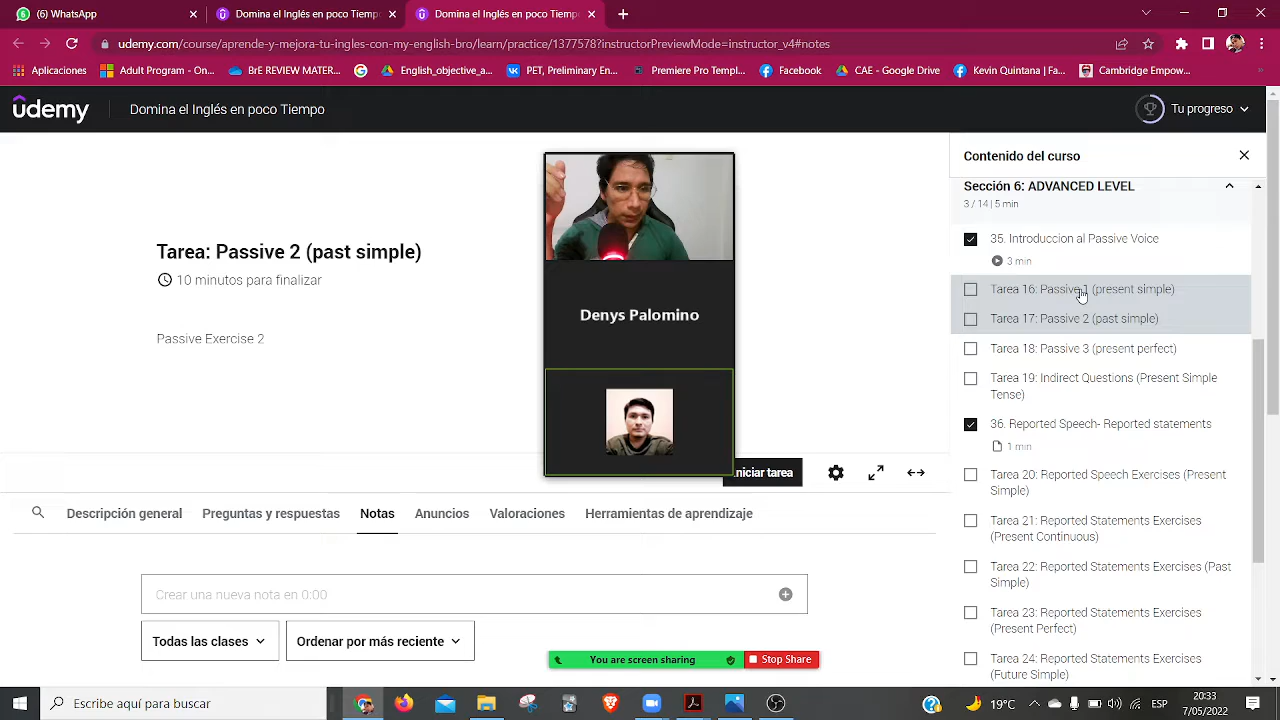 (6) WhatsApp
Domina el Inglés en poco Tiempo
Domina el Inglés en poco Tiempo
udemy.com/course/aprende-y-mejora-tu-ingles-con-my-english-bro/learn/practice/1377578?instructorPreviewMode=instructor_v4#notes
Aplicaciones
Adult Program - On...
BrE REVIEW MATER...
English_objective_a...
PET, Preliminary En...
Premiere Pro Templ...
Facebook
CAE - Google Drive
Kevin Quintana | Fa...
Cambridge Empow...
ûdemy
Domina el Inglés en poco Tiempo
Tu progreso
Contenido del curso
Sección 6: ADVANCED LEVEL
3 / 14 | 5 min
35. Introduccion al Passive Voice
3 min
Tarea 16: Passive 1 (present simple)
Tarea 17: Passive 2 (past simple)
Tarea 18: Passive 3 (present perfect)
Tarea 19: Indirect Questions (Present Simple
Tense)
36. Reported Speech- Reported statements
1 min
Tarea 20: Reported Speech Exercises (Present
Simple)
Tarea 21: Reported Statements Exercises
(Present Continuous)
Tarea 22: Reported Statements Exercises (Past
Simple)
Tarea 23: Reported Statements Exercises
(Present Perfect)
Tarea 24: Reported Statements Exercises
(Future Simple)
Tarea: Passive 2 (past simple)
10 minutos para finalizar
Passive Exercise 2
Denys Palomino
niciar tarea
Descripción general
Preguntas y respuestas
Notas
Anuncios
Valoraciones
Herramientas de aprendizaje
Crear una nueva nota en 0:00
Todas las clases
Ordenar por más reciente
You are screen sharing
Stop Share
Escribe aquí para buscar
19°C
ESP
20:33
7/05/2022